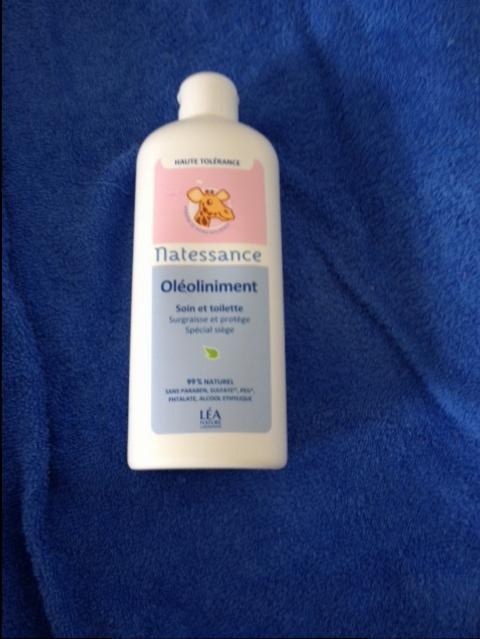 HAUTE TOLÉRANCE
Natessance
Oléoliniment
Soin et toilette
Surgraisse et protège
Spécial siège
99% NATUREL
SANS PARABEN, SULFATE*, PEG*,
PHTALATE, ALCOOL ETHYLIQUE
LÉA
NATURE